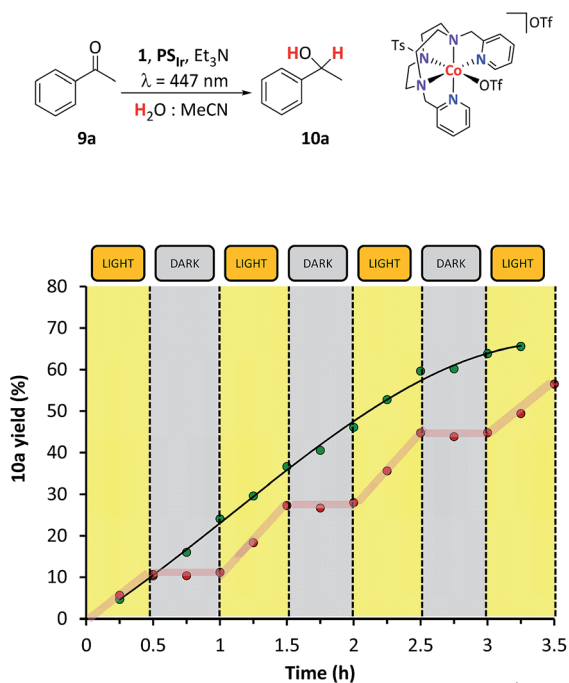 O
1, PS_Ir, Et₃N
λ = 447 nm
H₂O : MeCN
HO H
9a
10a
Ts
N
N
N
N
N
Co
OTf
OTf
LIGHT DARK LIGHT DARK LIGHT DARK LIGHT
10a yield (%)
80
70
60
50
40
30
20
10
0
0 0.5 1 1.5 2 2.5 3 3.5
Time (h)